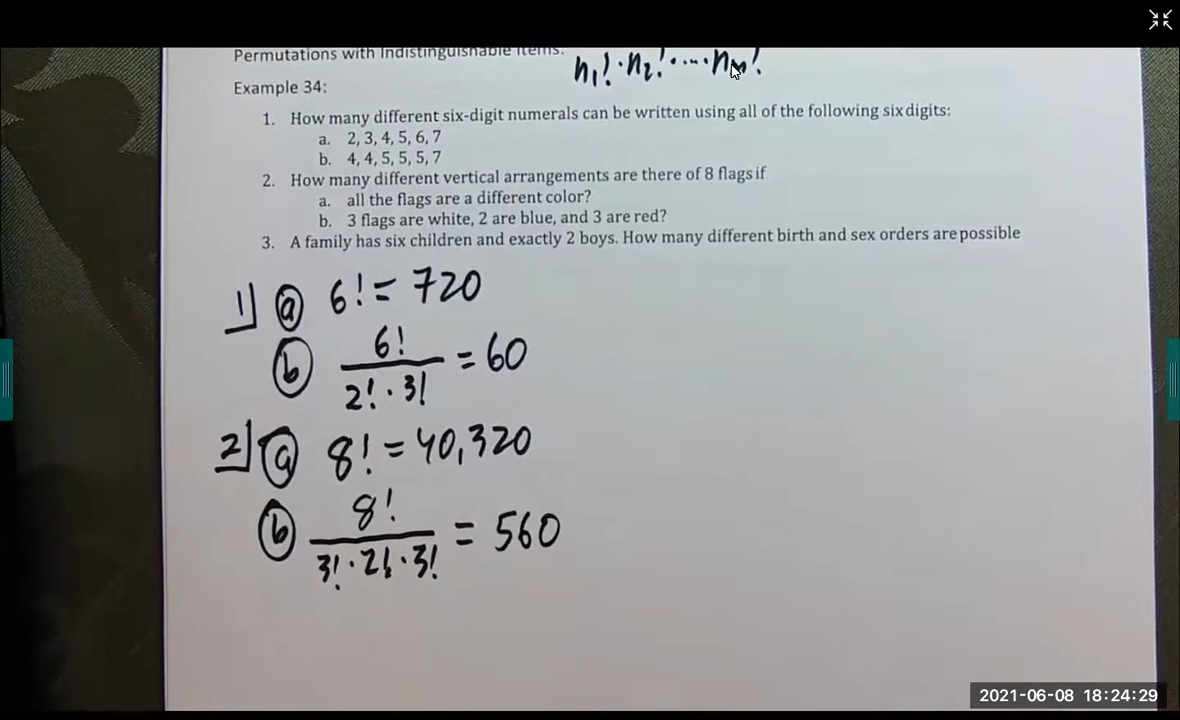 Permutations with Indistinguishable Items:
n₁! · n₂! · ... · nₘ!
Example 34:
1. How many different six-digit numerals can be written using all of the following six digits:
a. 2, 3, 4, 5, 6, 7
b. 4, 4, 5, 5, 5, 7
2. How many different vertical arrangements are there of 8 flags if
a. all the flags are a different color?
b. 3 flags are white, 2 are blue, and 3 are red?
3. A family has six children and exactly 2 boys. How many different birth and sex orders are possible
1) a 6! = 720
b 6! / 2! · 3! = 60
2) a 8! = 40,320
b 8! / 3! · 2! · 3! = 560
2021-06-08 18:24:29